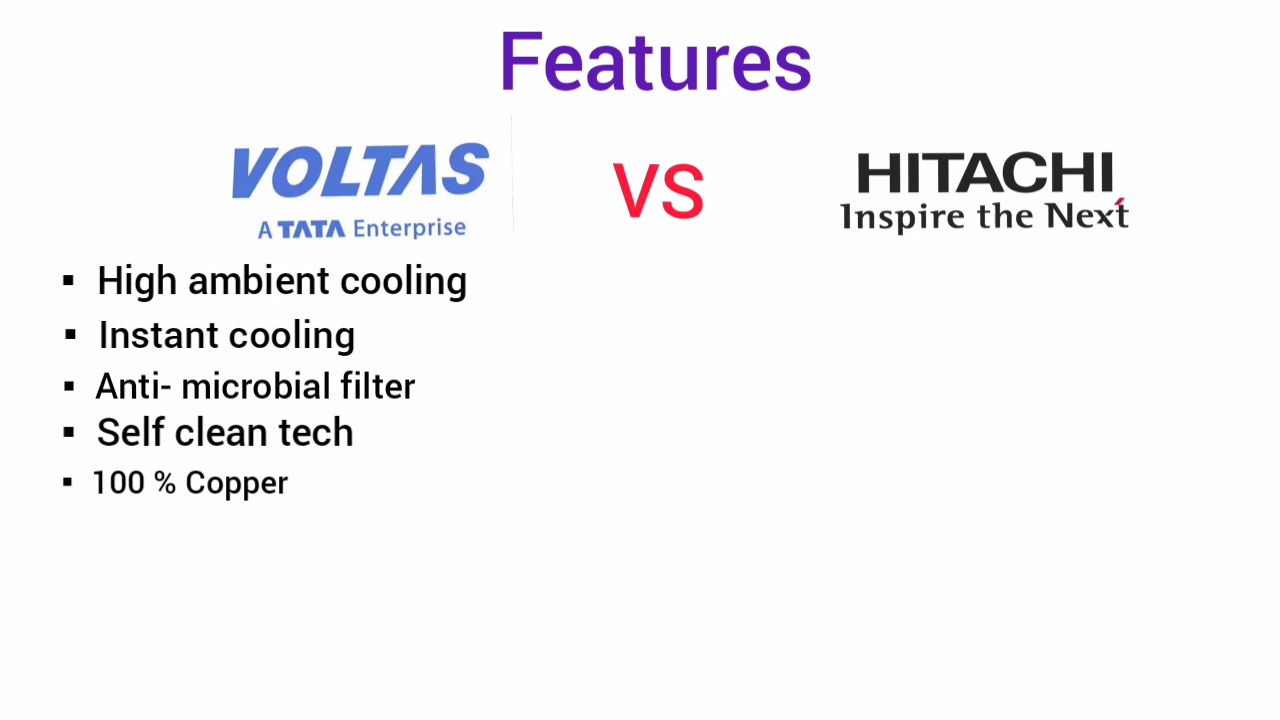 Features
VOLTAS
A TATA Enterprise
vs
HITACHI
Inspire the Next
▪ High ambient cooling
▪ Instant cooling
▪ Anti- microbial filter
▪ Self clean tech
▪ 100 % Copper